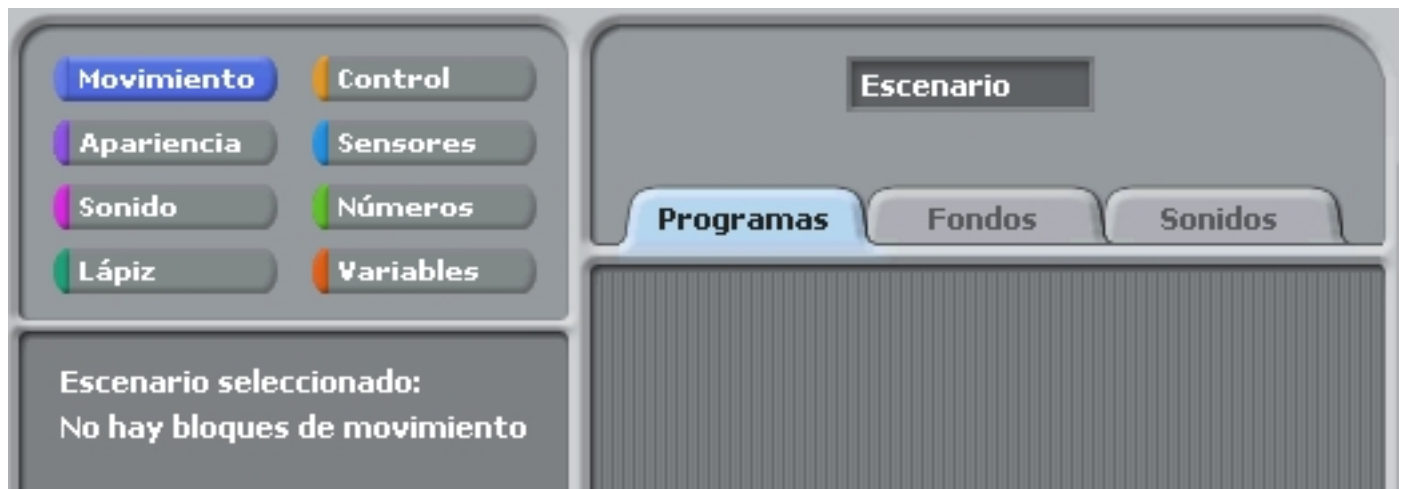 Movimiento
Control
Apariencia
Sensores
Sonido
Números
Lápiz
Variables
Escenario seleccionado:
No hay bloques de movimiento
Escenario
Programas
Fondos
Sonidos